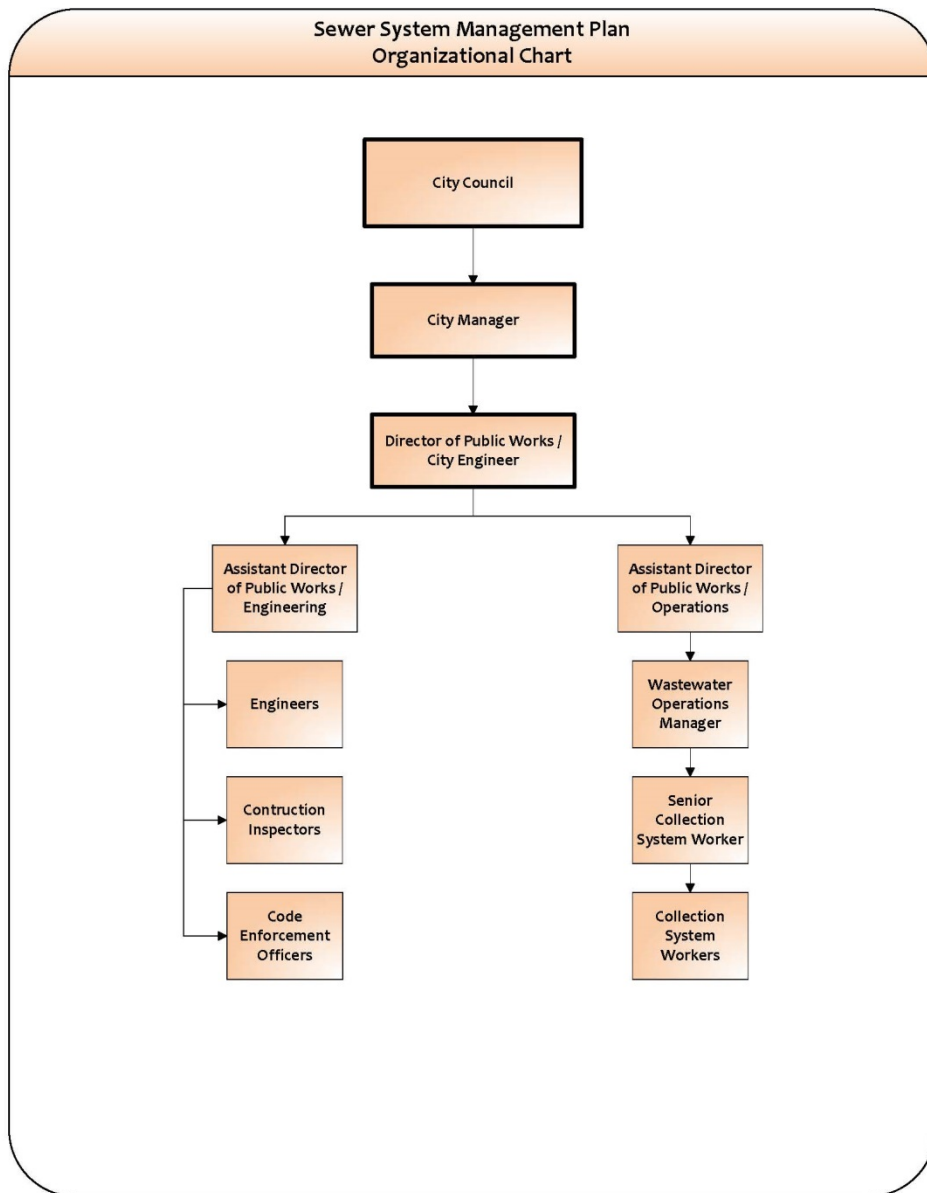 Sewer System Management Plan
Organizational Chart
City Council
City Manager
Director of Public Works /
City Engineer
Assistant Director
of Public Works /
Engineering
Engineers
Contruction
Inspectors
Code
Enforcement
Officers
Assistant Director
of Public Works /
Operations
Wastewater
Operations
Manager
Senior
Collection
System Worker
Collection
System
Workers